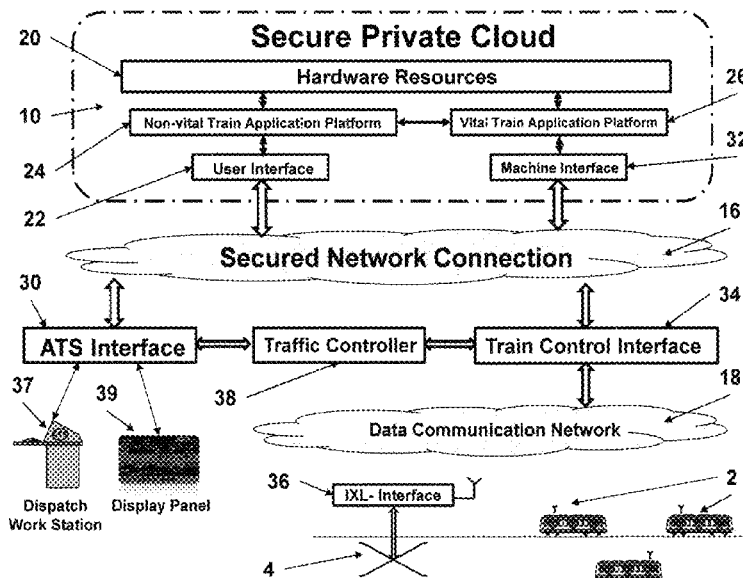 20
Secure Private Cloud
Hardware Resources
26
10
Non-vital Train Application Platform
Vital Train Application Platform
32
24
User Interface
Machine Interface
22
16
Secured Network Connection
30
34
ATS Interface
Traffic Controller
Train Control Interface
37
39
38
18
Data Communication Network
36
2
IXL- Interface
Dispatch
Work Station
Display Panel
4